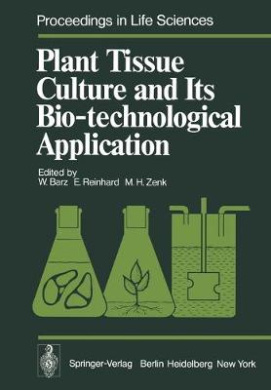 Proceedings in Life Sciences
Plant Tissue
Culture and Its
Bio-technological
Application
Edited by
W. Barz E. Reinhard M. H. Zenk
Springer-Verlag Berlin Heidelberg New York